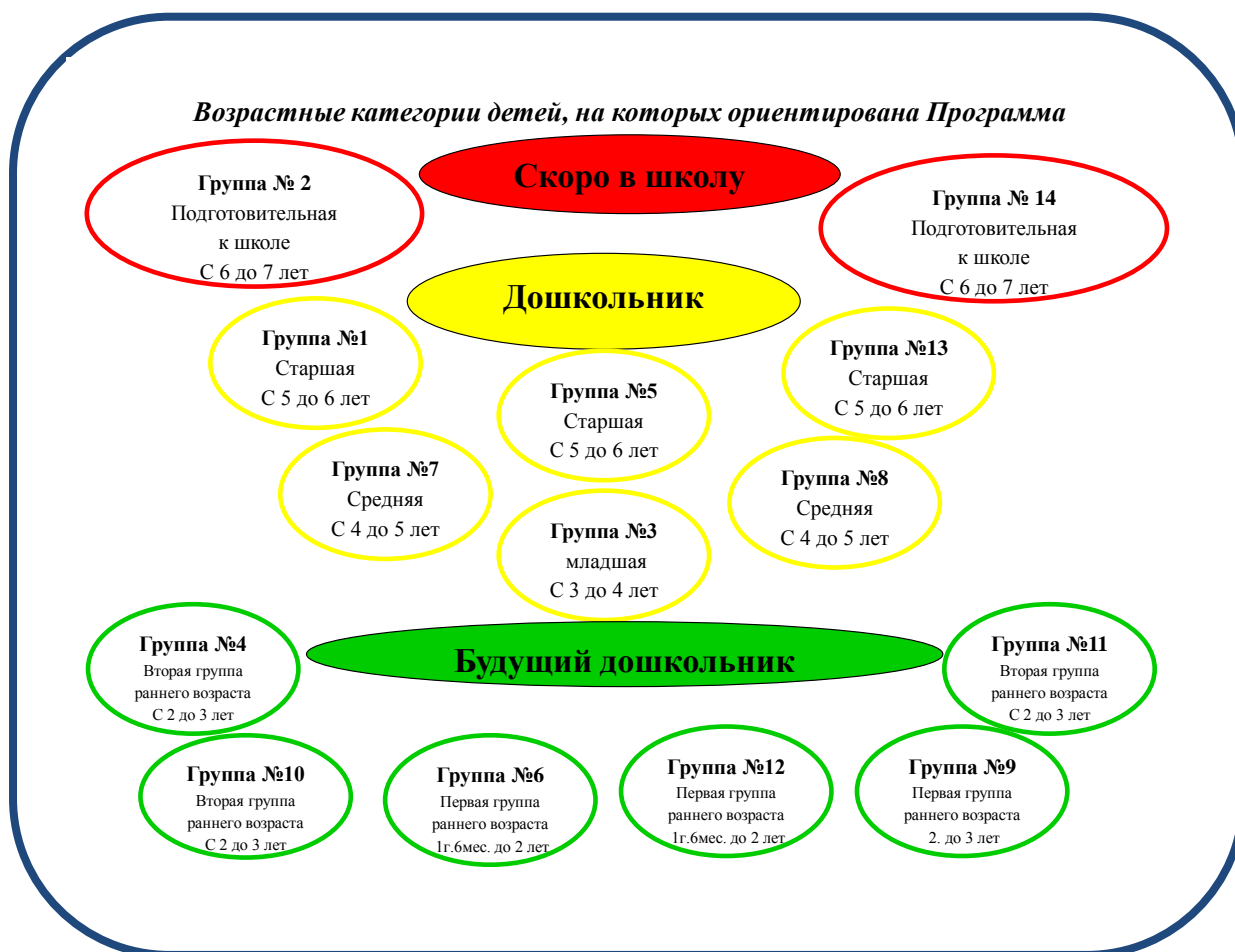 Возрастные категории детей, на которых ориентирована Программа
Скоро в школу
Группа № 2
Подготовительная
к школе
С 6 до 7 лет
Группа № 14
Подготовительная
к школе
С 6 до 7 лет
Дошкольник
Группа №1
Старшая
С 5 до 6 лет
Группа №5
Старшая
С 5 до 6 лет
Группа №13
Старшая
С 5 до 6 лет
Группа №7
Средняя
С 4 до 5 лет
Группа №3
младшая
С 3 до 4 лет
Группа №8
Средняя
С 4 до 5 лет
Будущий дошкольник
Группа №4
Вторая группа
раннего возраста
С 2 до 3 лет
Группа №11
Вторая группа
раннего возраста
С 2 до 3 лет
Группа №10
Вторая группа
раннего возраста
С 2 до 3 лет
Группа №6
Первая группа
раннего возраста
1г.6мес. до 2 лет
Группа №12
Первая группа
раннего возраста
1г.6мес. до 2 лет
Группа №9
Первая группа
раннего возраста
2. до 3 лет